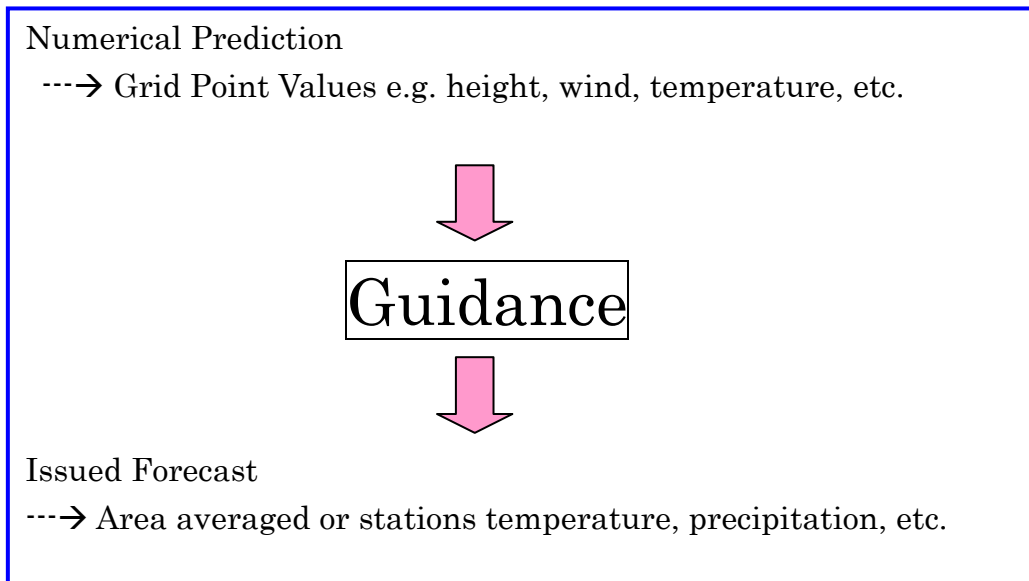 Numerical Prediction
---→ Grid Point Values e.g. height, wind, temperature, etc.
Guidance
Issued Forecast
---→ Area averaged or stations temperature, precipitation, etc.